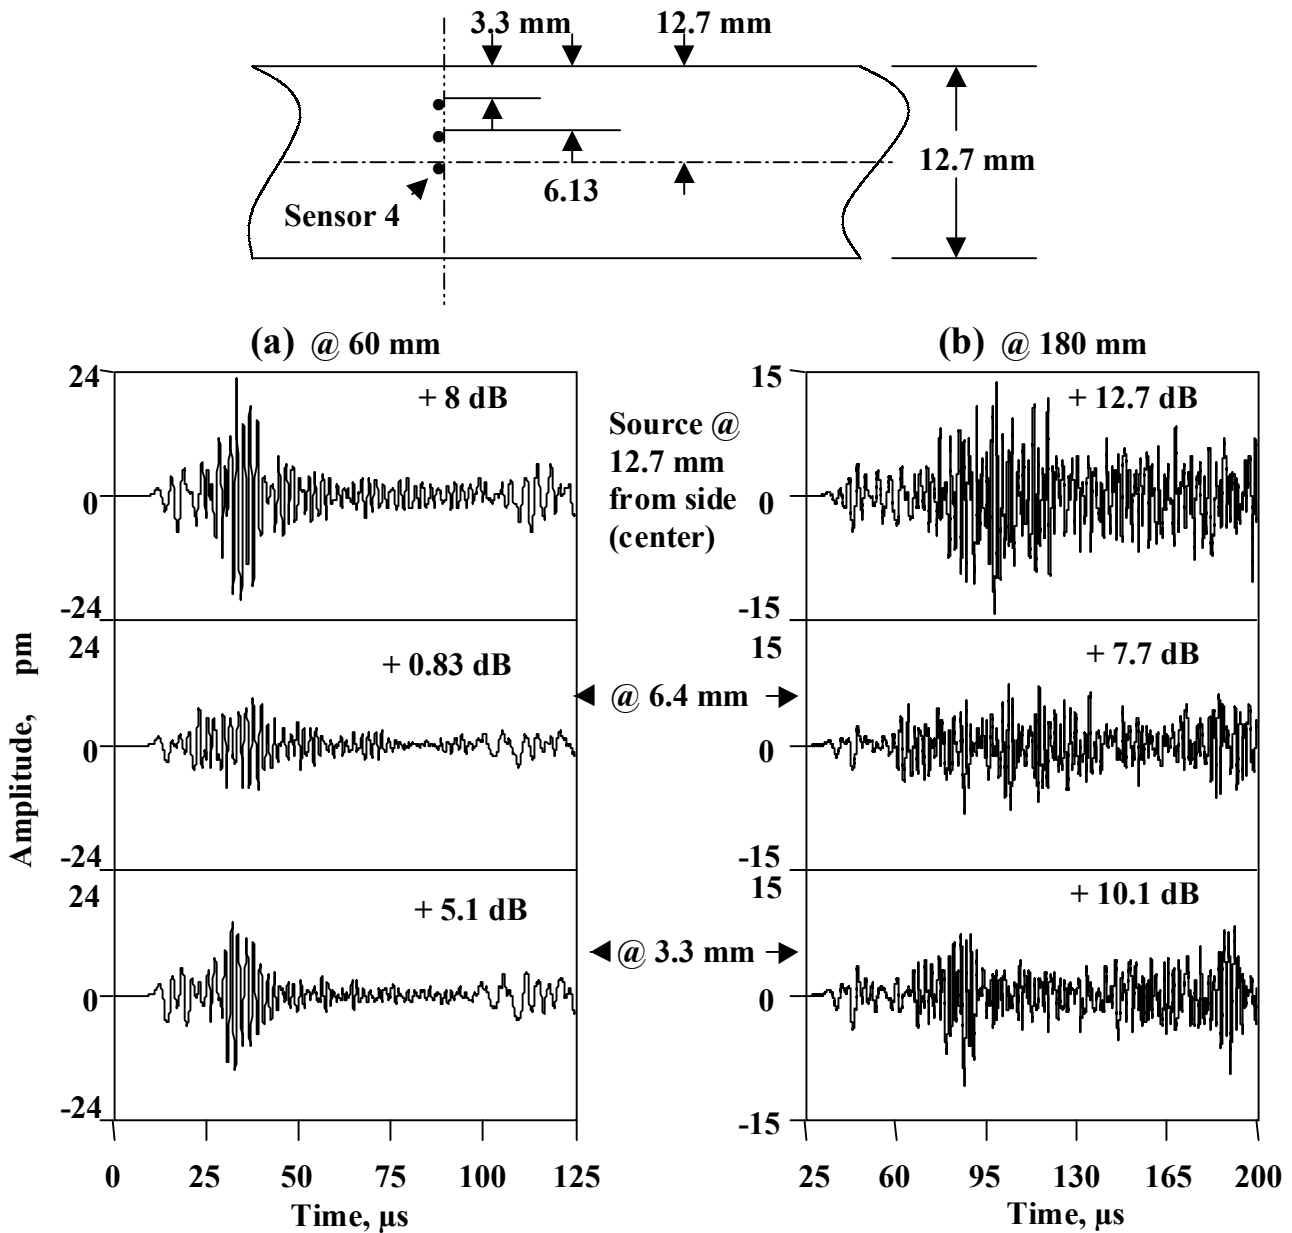 3.3 mm
12.7 mm
12.7 mm
6.13
Sensor 4
(a) @ 60 mm
(b) @ 180 mm
24
+ 8 dB
0
-24
Source @
12.7 mm
from side
(center)
15
+ 12.7 dB
0
-15
24
+ 0.83 dB
0
-24
@ 6.4 mm
15
+ 7.7 dB
0
-15
24
+ 5.1 dB
0
-24
@ 3.3 mm
15
+ 10.1 dB
0
-15
Amplitude, pm
0 25 50 75 100 125
Time, μs
25 60 95 130 165 200
Time, μs